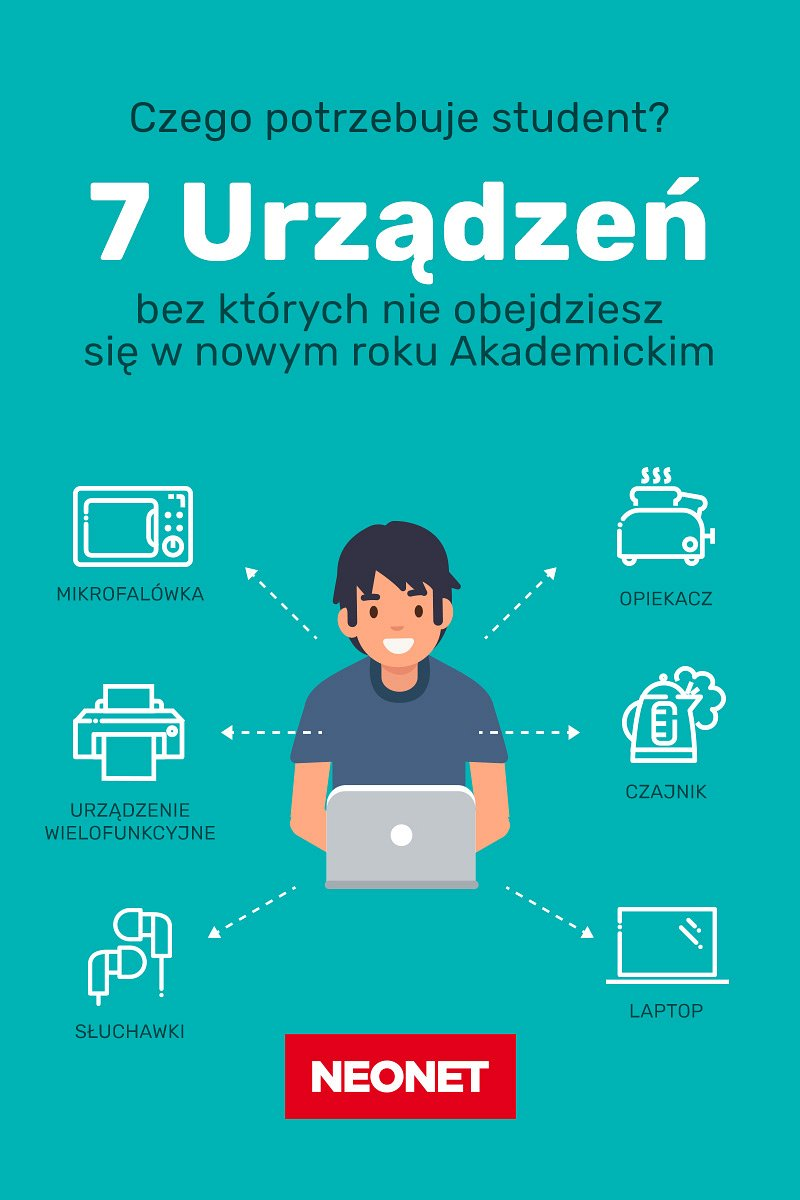 Czego potrzebuje student?
7 Urządzeń
bez których nie obejdziesz
się w nowym roku Akademickim
MIKROFALÓWKA
OPIEKACZ
URZĄDZENIE
WIELOFUNKCYJNE
CZAJNIK
SŁUCHAWKI
LAPTOP
NEONET